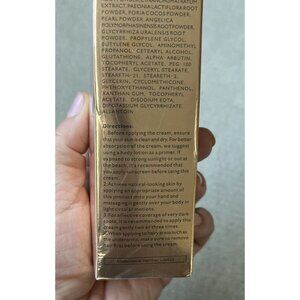 EXTRACT, PAEONIA LACTIFLORA ROOT
POWDER, PORIA COCOS POWDER,
PEARL POWDER, ANGELICA
POLYMORPHA SINENSIS ROOT POWDER,
GLYCYRRHIZA URALENSIS ROOT
POWDER, PROPYLENE GLYCOL,
BUTYLENE GLYCOL, AMINOMETHYL
PROPANOL, CETEARYL GLUCOSIDE,
GLUTATHIONE, ALPHA ARBUTIN,
TOCOPHERYL ACETATE, PEG 100
STEARATE, GLYCERYL STEARATE,
STEARETH-21, STEARETH-2,
GLYCERIN, CYCLOMETHICONE,
PHENOXYETHANOL, PANTHENOL,
XANTHAN GUM, TOCOPHERYL
ACETATE, DISODIUM EDTA,
DIPOTASSIUM GLYCYRRHIZATE,
ALLANTOIN
Directions:
1. Before applying the cream, ensure
that your skin is clean and dry. For better
absorption of the cream, we suggest
using a body lotion as a primer. If
exposed to strong sunlight or out at
the beach, it's recommended that you
apply sunscreen before using this
cream.
2. Achieve natural-looking skin by
applying an appropriate amount of
this product onto your hand and
massaging it gently over your body in
light circular motions.
3. For effective coverage of very dark
spots, it is recommended to apply this
cream gently two or three times.
4. When applying to hairy areas such as
the underarms, make sure to remove
hair first before using the cream.